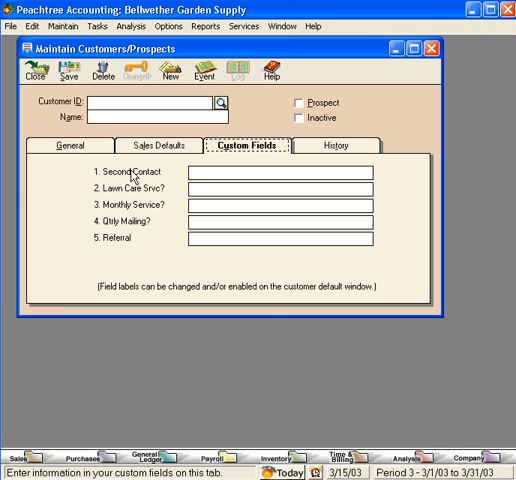 Peachtree Accounting: Bellwether Garden Supply
File Edit Maintain Tasks Analysis Options Reports Services Window Help
Maintain Customers/Prospects
Close Save Delete Change ID New Event Log Help
Customer ID: Prospect
Name: Inactive
General Sales Defaults Custom Fields History
1. Second Contact
2. Lawn Care Srvc?
3. Monthly Service?
4. Qtrly Mailing?
5. Referral
(Field labels can be changed and/or enabled on the customer default window.)
Sales Purchases General Ledger Payroll Inventory Time & Billing Analysis Company
Enter information in your custom fields on this tab. Today 3/15/03 Period 3 - 3/1/03 to 3/31/03